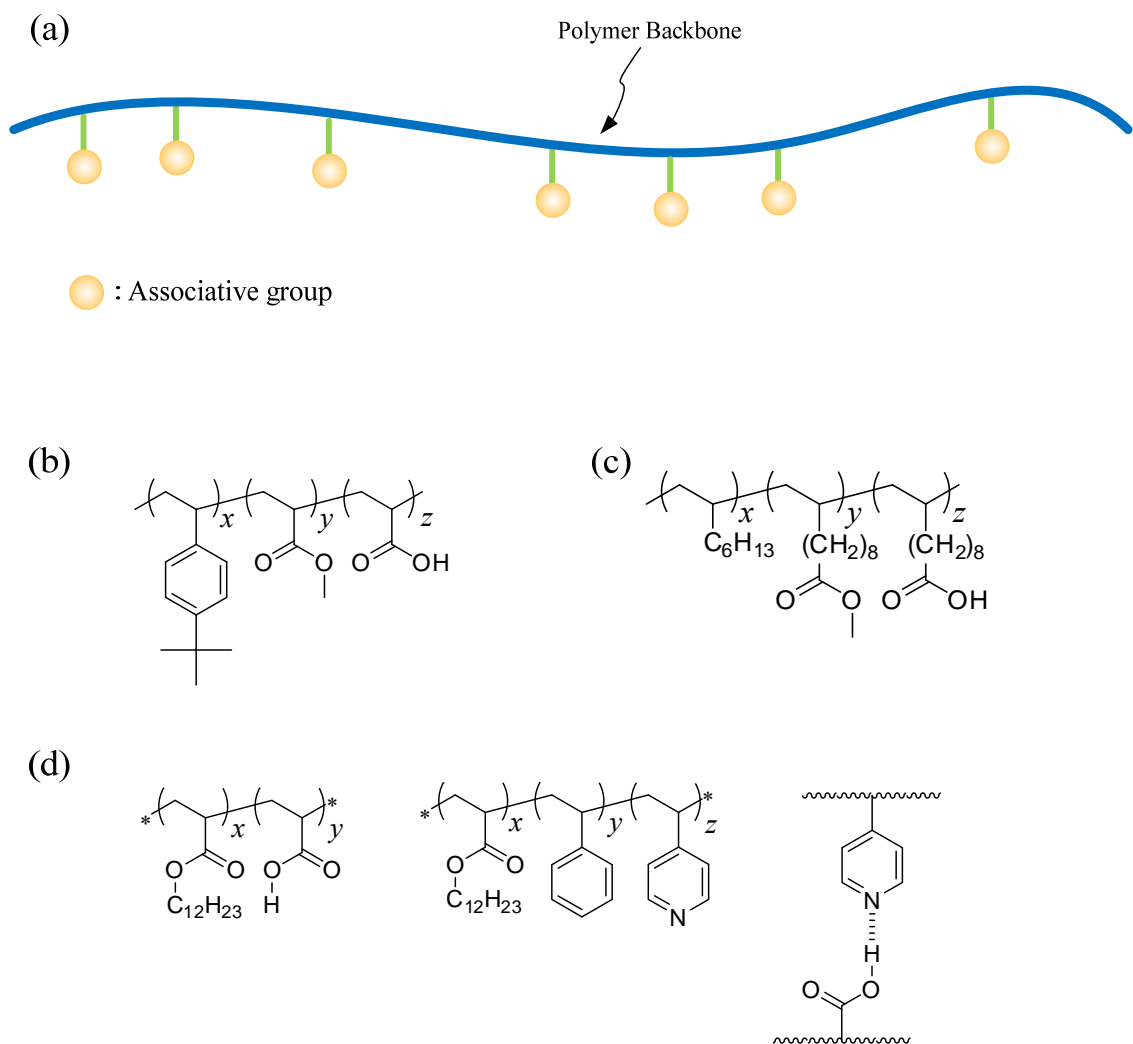 (a)
Polymer Backbone
: Associative group
(b)
x
y
z
O
O
O
OH
(c)
x
y
z
C6H13
(CH2)8
(CH2)8
O
O
O
OH
(d)
*
x
y
*
O
O
O
O
C12H23
H
*
x
y
z
*
O
O
C12H23
N
N
H
O
O